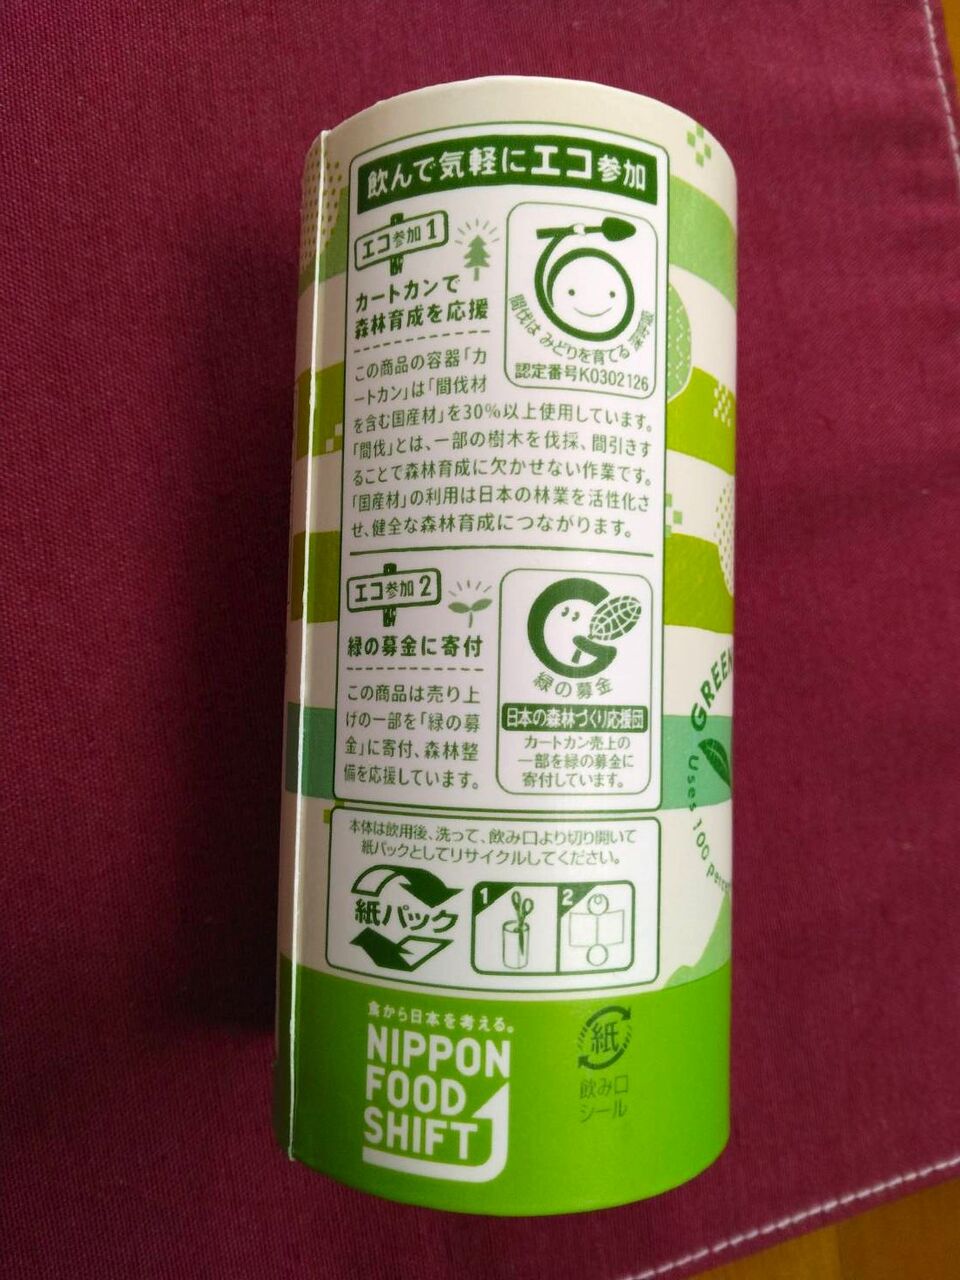 飲んで気軽にエコ参加
エコ参加1
カートカンで
森林育成を応援
この商品の容器「カ
ートカン」は「間伐材
を含む国産材」を30%以上使用しています。
「間伐」とは、一部の樹木を伐採、間引きす
ることで森林育成に欠かせない作業です。
「国産材」の利用は日本の林業を活性化さ
せ、健全な森林育成につながります。
間伐は みどりを育てる 深呼吸
認定番号K0302126
エコ参加2
緑の募金に寄付
この商品は売り上
げの一部を「緑の募
金」に寄付、森林整
備を応援しています。
緑の募金
日本の森林づくり応援団
カートカン売上の
一部を緑の募金に
寄付しています。
本体は飲用後、洗って、飲み口より切り開いて
紙パックとしてリサイクルしてください。
紙パック
1
2
食から日本を考える。
NIPPON
FOOD
SHIFT
紙
飲み口
シール
GREEN
Uses 100